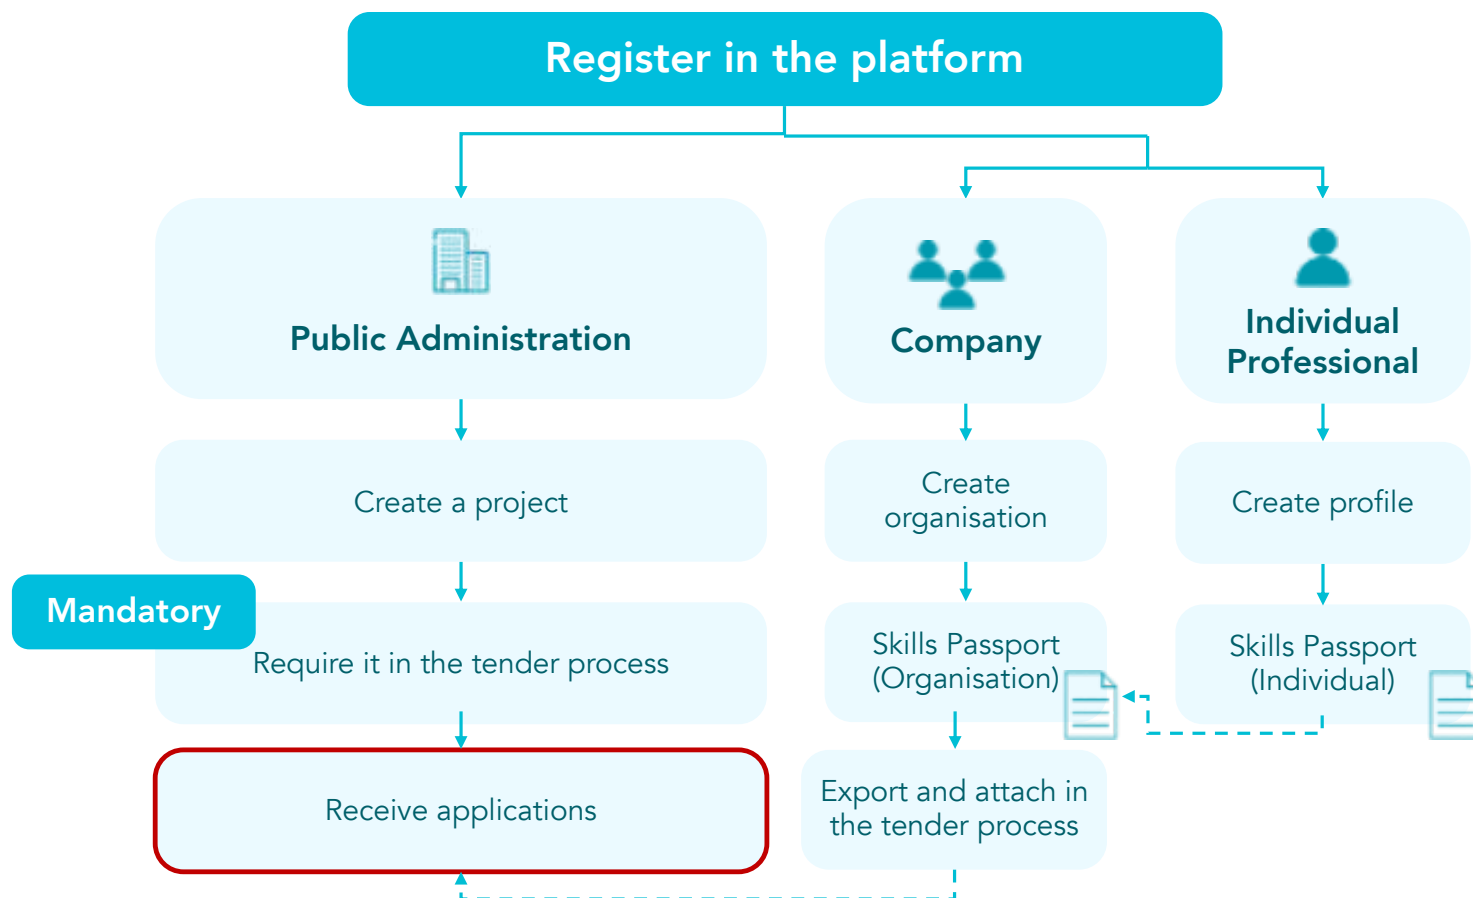 Register in the platform
Public Administration
Company
Individual
Professional
Create a project
Create
organisation
Create profile
Mandatory
Require it in the tender process
Skills Passport
(Organisation)
Skills Passport
(Individual)
Receive applications
Export and attach in
the tender process